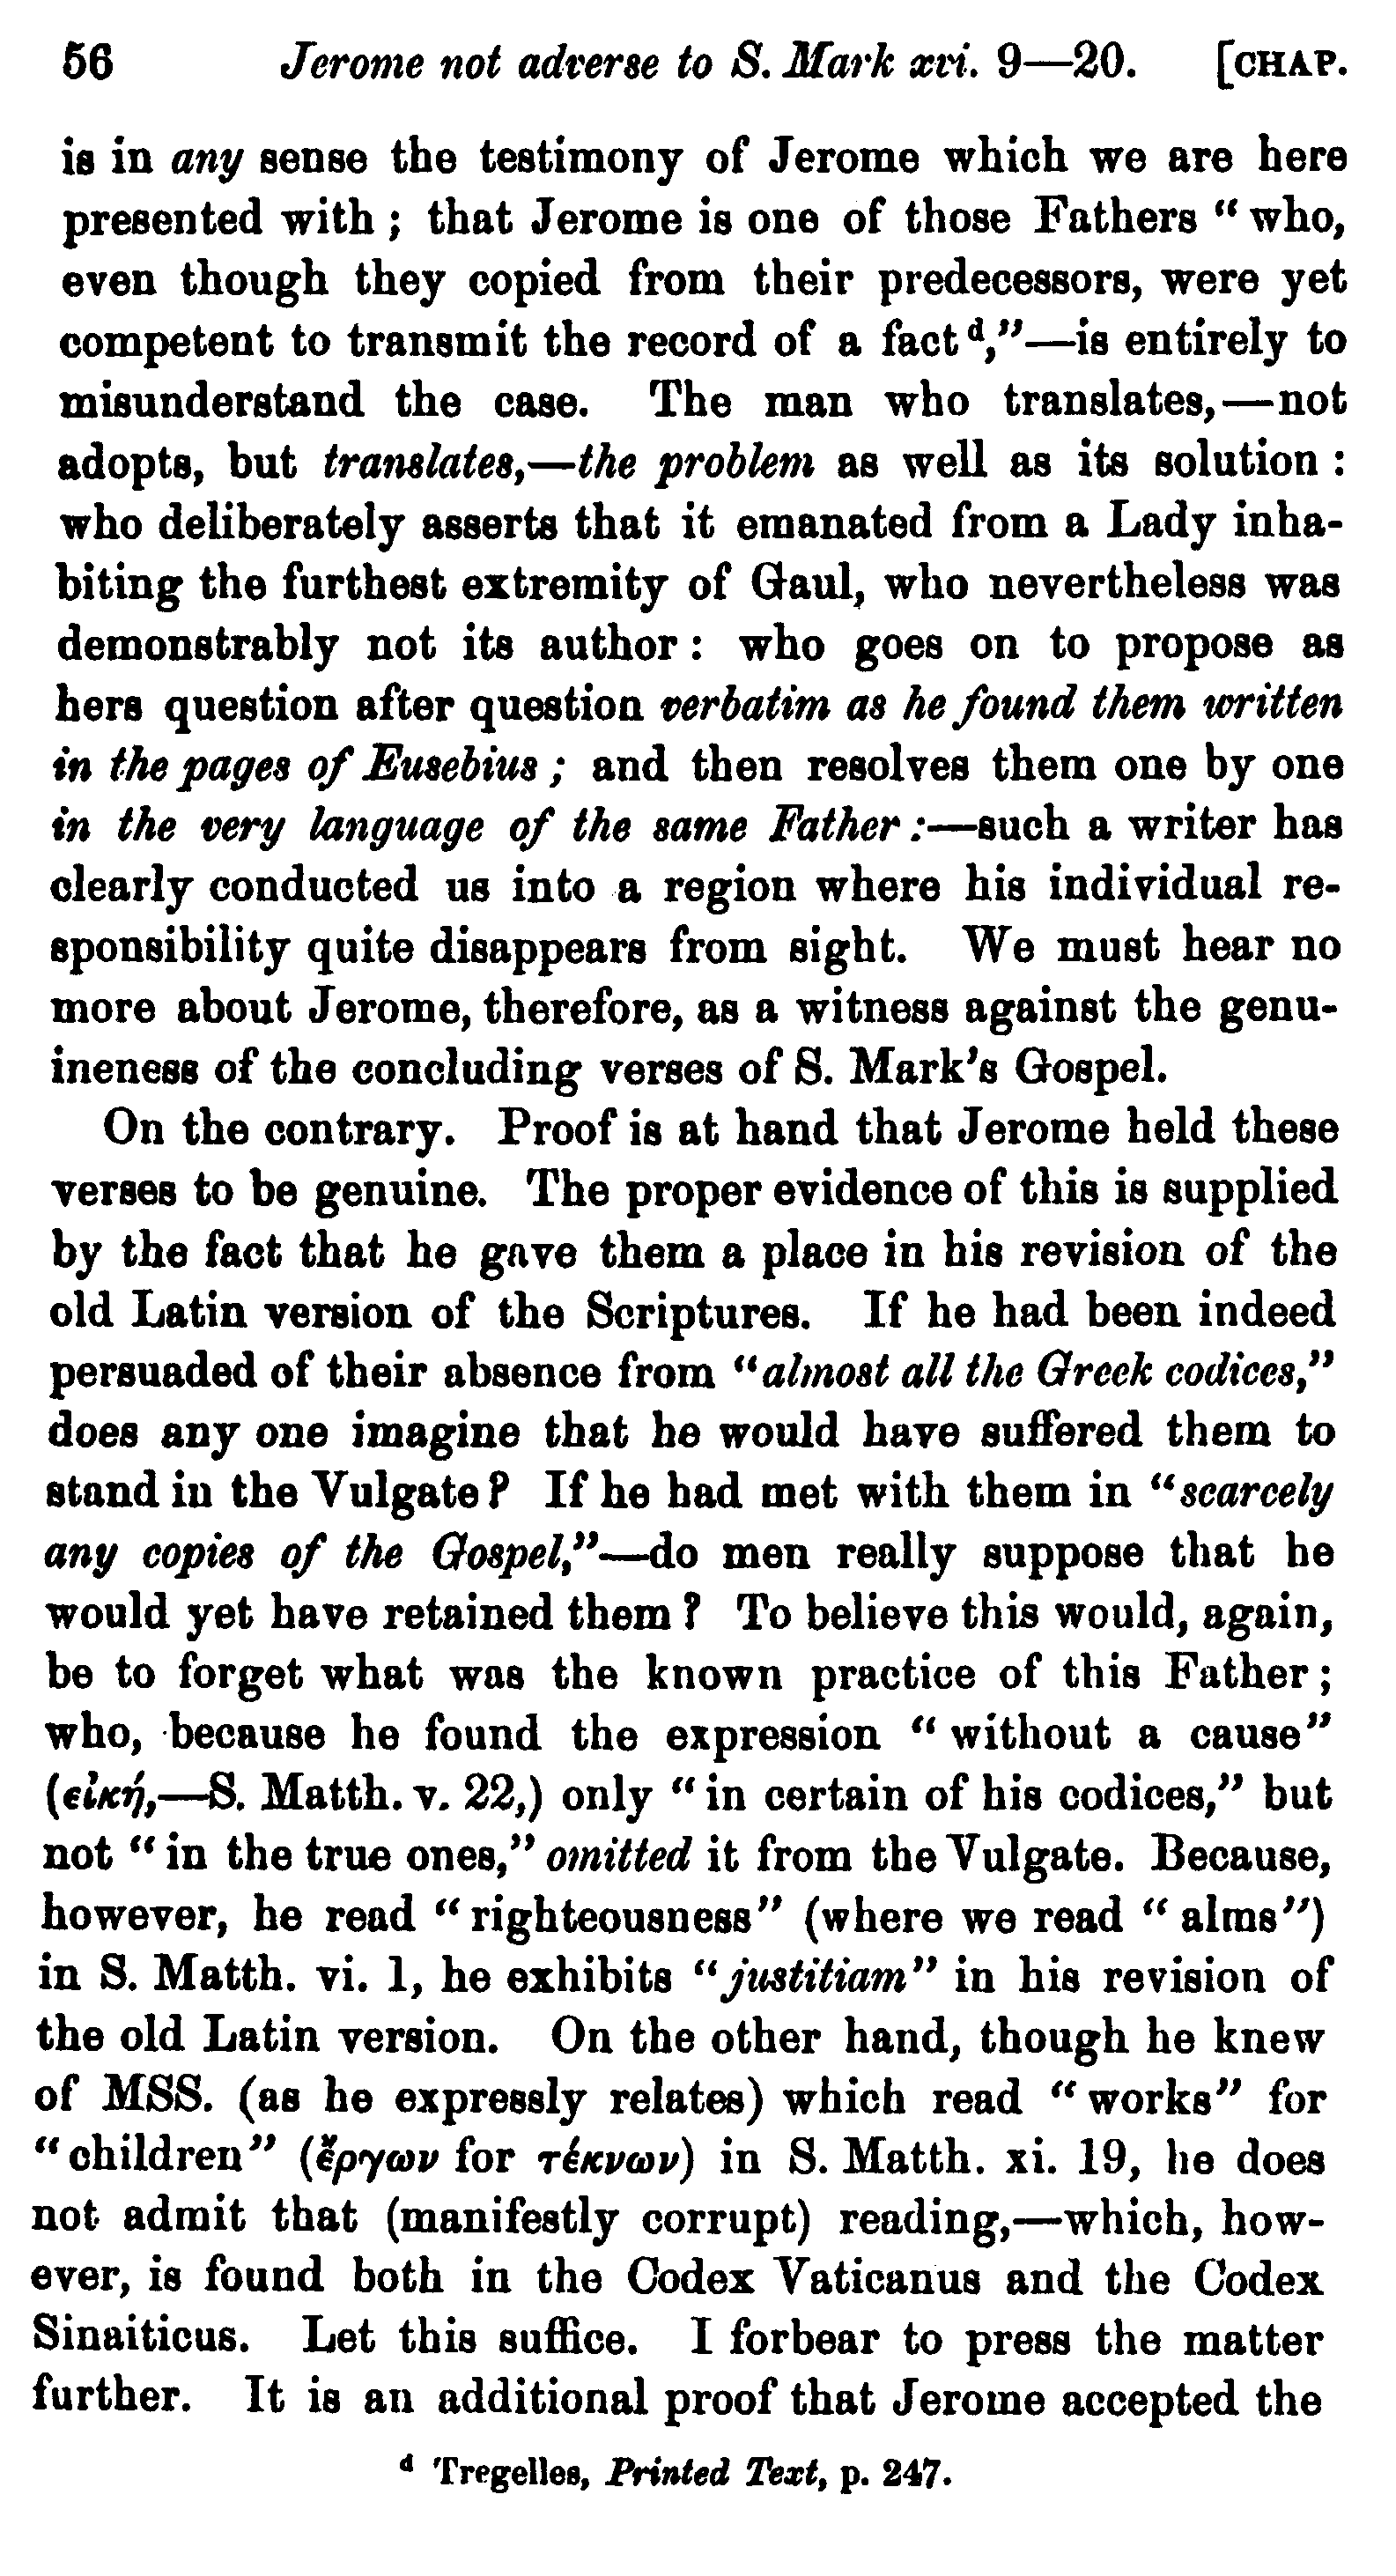 56 Jerome not adverse to S. Mark xvi. 9—20. [CHAP.
is in any sense the testimony of Jerome which we are here
presented with ; that Jerome is one of those Fathers “ who,
even though they copied from their predecessors, were yet
competent to transmit the record of a fact d,”—is entirely to
misunderstand the case. The man who translates,—not
adopts, but translates,—the problem as well as its solution :
who deliberately asserts that it emanated from a Lady inha-
biting the furthest extremity of Gaul, who nevertheless was
demonstrably not its author : who goes on to propose as
hers question after question verbatim as he found them written
in the pages of Eusebius ; and then resolves them one by one
in the very language of the same Father :—such a writer has
clearly conducted us into a region where his individual re-
sponsibility quite disappears from sight. We must hear no
more about Jerome, therefore, as a witness against the genu-
ineness of the concluding verses of S. Mark’s Gospel.
On the contrary. Proof is at hand that Jerome held these
verses to be genuine. The proper evidence of this is supplied
by the fact that he gave them a place in his revision of the
old Latin version of the Scriptures. If he had been indeed
persuaded of their absence from “almost all the Greek codices,”
does any one imagine that he would have suffered them to
stand in the Vulgate ? If he had met with them in “scarcely
any copies of the Gospel,”—do men really suppose that he
would yet have retained them ? To believe this would, again,
be to forget what was the known practice of this Father ;
who, because he found the expression “ without a cause”
(εἰκή,—S. Matth. v. 22,) only “ in certain of his codices,” but
not “ in the true ones,” omitted it from the Vulgate. Because,
however, he read “ righteousness” (where we read “ alms”)
in S. Matth. vi. 1, he exhibits “justitiam” in his revision of
the old Latin version. On the other hand, though he knew
of MSS. (as he expressly relates) which read “ works” for
“children” (ἔργων for τέκνων) in S. Matth. xi. 19, he does
not admit that (manifestly corrupt) reading,—which, how-
ever, is found both in the Codex Vaticanus and the Codex
Sinaiticus. Let this suffice. I forbear to press the matter
further. It is an additional proof that Jerome accepted the
d Tregelles, Printed Text, p. 247.